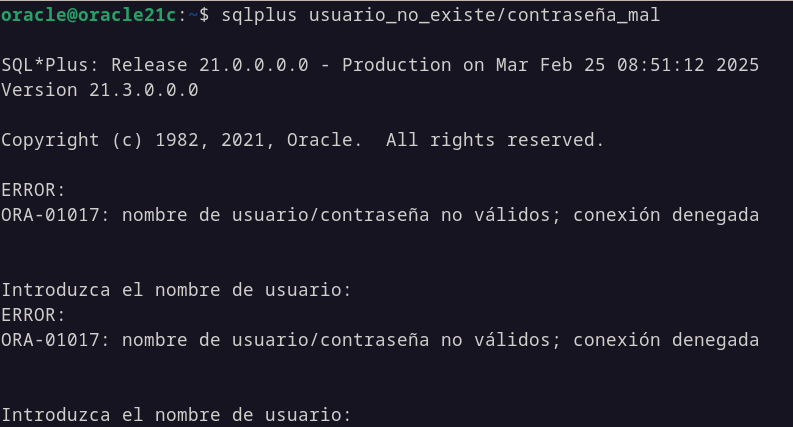 oracle@oracle21c:~$ sqlplus usuario_no_existe/contraseña_mal
SQL*Plus: Release 21.0.0.0.0 - Production on Mar Feb 25 08:51:12 2025
Version 21.3.0.0.0
Copyright (c) 1982, 2021, Oracle.  All rights reserved.
ERROR:
ORA-01017: nombre de usuario/contraseña no válidos; conexión denegada
Introduzca el nombre de usuario:
ERROR:
ORA-01017: nombre de usuario/contraseña no válidos; conexión denegada
Introduzca el nombre de usuario: